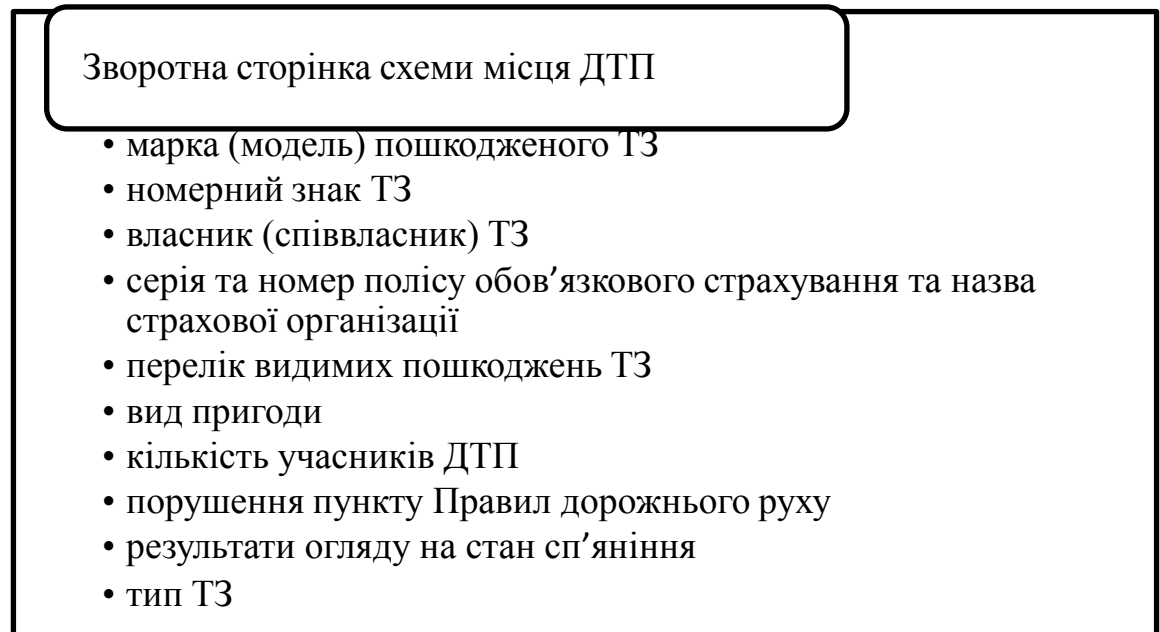 Зворотна сторінка схеми місця ДТП
• марка (модель) пошкодженого ТЗ
• номерний знак ТЗ
• власник (співвласник) ТЗ
• серія та номер полісу обов’язкового страхування та назва
страхової організації
• перелік видимих пошкоджень ТЗ
• вид пригоди
• кількість учасників ДТП
• порушення пункту Правил дорожнього руху
• результати огляду на стан сп’яніння
• тип ТЗ